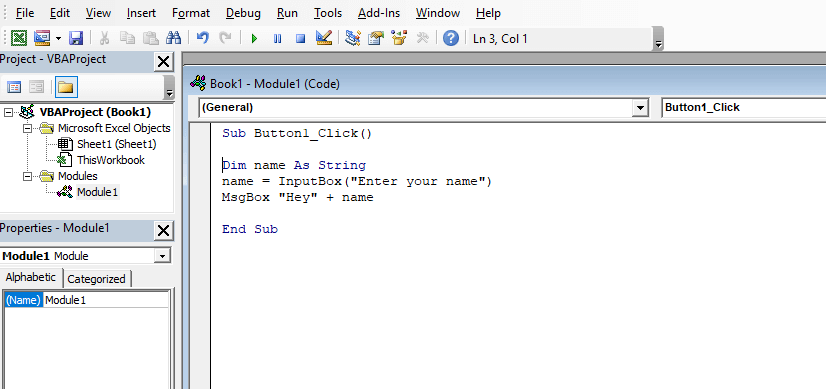 File Edit View Insert Format Debug Run Tools Add-Ins Window Help
Ln 3, Col 1
Project - VBAProject
VBAProject (Book1)
Microsoft Excel Objects
Sheet1 (Sheet1)
ThisWorkbook
Modules
Module1
Properties - Module1
Module1 Module
Alphabetic Categorized
(Name) Module1
Book1 - Module1 (Code)
(General) Button1_Click
Sub Button1_Click()
Dim name As String
name = InputBox("Enter your name")
MsgBox "Hey" + name
End Sub